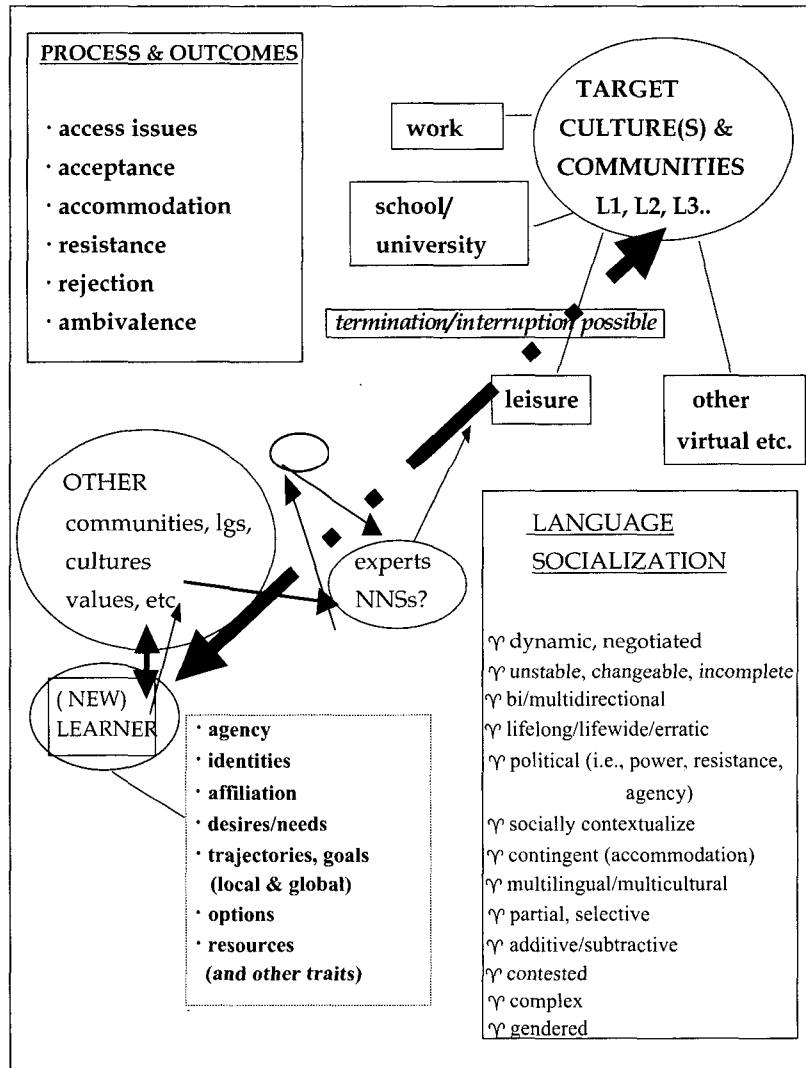 PROCESS & OUTCOMES
· access issues
· acceptance
· accommodation
· resistance
· rejection
· ambivalence
TARGET
CULTURE(S) &
COMMUNITIES
L1, L2, L3..
work
school/
university
termination/interruption possible
leisure
other
virtual etc.
OTHER
communities, lgs,
cultures
values, etc
experts
NNSs?
(NEW)
LEARNER
· agency
· identities
· affiliation
· desires/needs
· trajectories, goals
(local & global)
· options
· resources
(and other traits)
LANGUAGE
SOCIALIZATION
♈ dynamic, negotiated
♈ unstable, changeable, incomplete
♈ bi/multidirectional
♈ lifelong/lifewide/erratic
♈ political (i.e., power, resistance,
agency)
♈ socially contextualize
♈ contingent (accommodation)
♈ multilingual/multicultural
♈ partial, selective
♈ additive/subtractive
♈ contested
♈ complex
♈ gendered